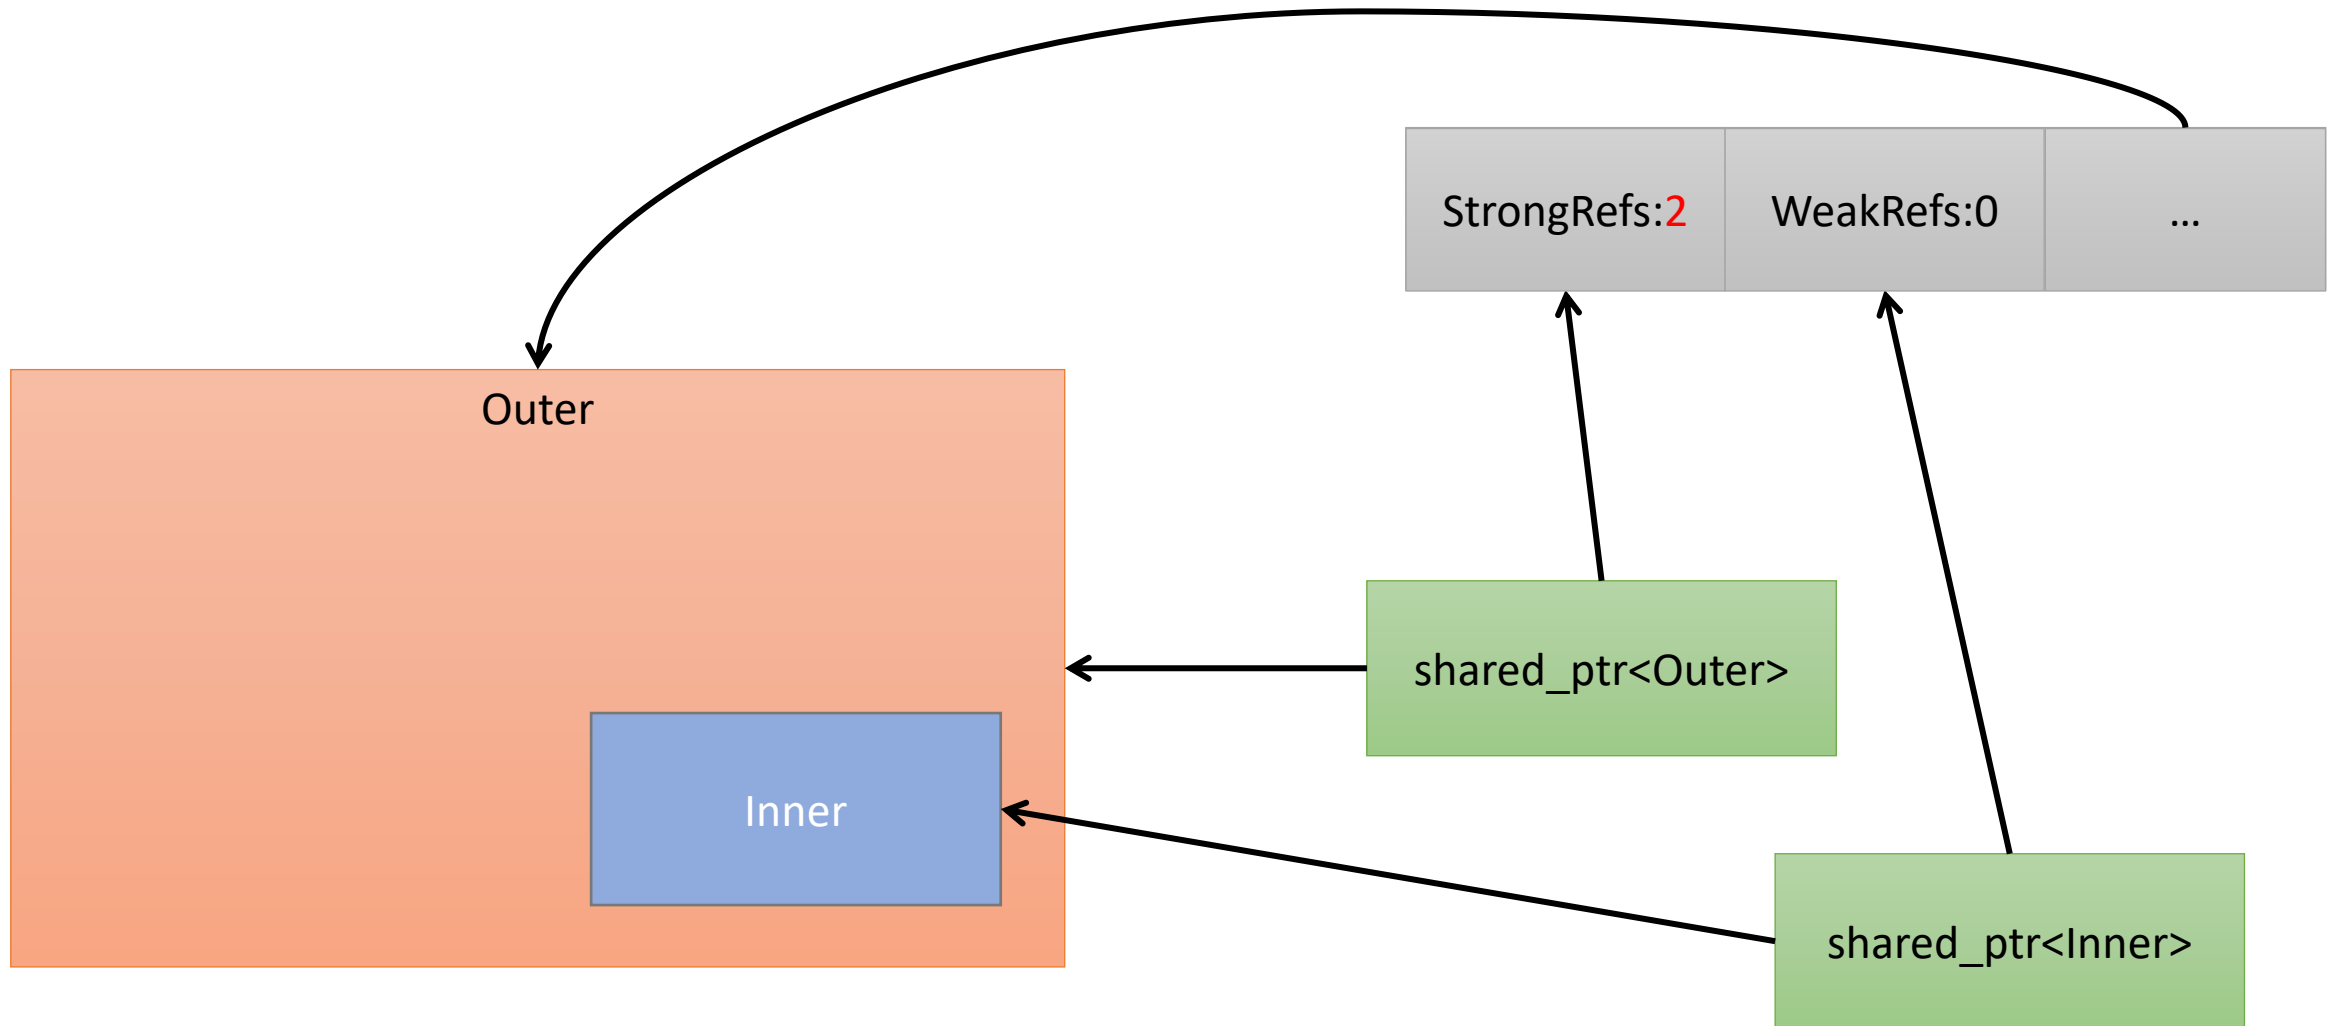 StrongRefs:2
WeakRefs:0
...
Outer
shared_ptr<Outer>
Inner
shared_ptr<Inner>